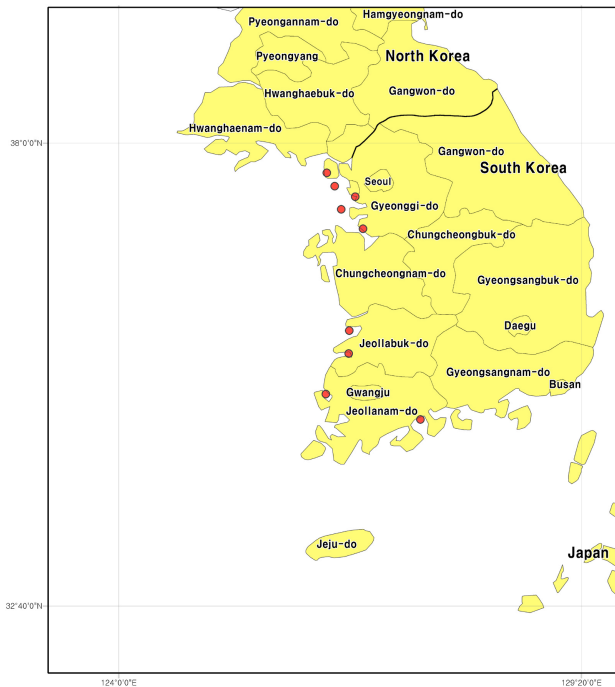 Hamgyeongnam-do
Pyeongannam-do
Pyeongyang
North Korea
Hwanghaebuk-do
Gangwon-do
Hwanghaenam-do
38°0'0"N
Gangwon-do
South Korea
Seoul
Gyeonggi-do
Chungcheongbuk-do
Chungcheongnam-do
Gyeongsangbuk-do
Daegu
Jeollabuk-do
Gyeongsangnam-do
Busan
Gwangju
Jeollanam-do
Jeju-do
Japan
32°40'0"N
124°0'0"E
129°20'0"E